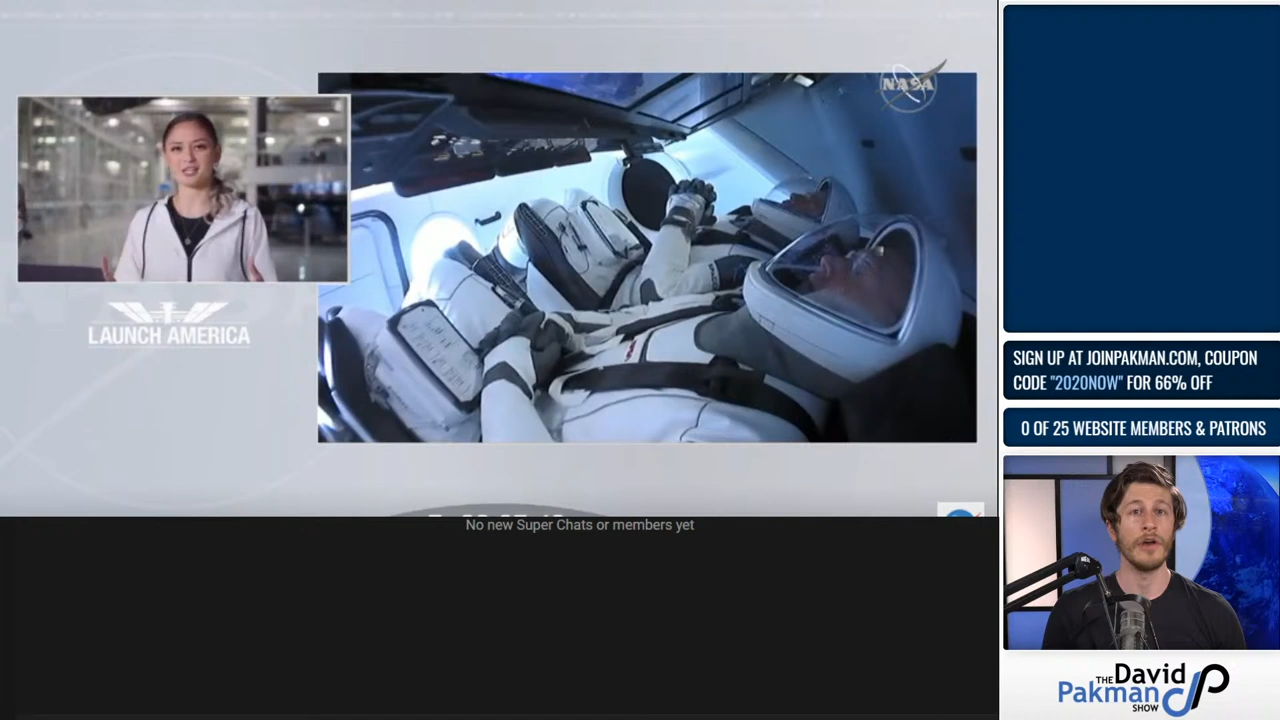 NASA
LAUNCH AMERICA
No new Super Chats or members yet
SIGN UP AT JOINPAKMAN.COM, COUPON
CODE "2020NOW" FOR 66% OFF
0 OF 25 WEBSITE MEMBERS & PATRONS
THE David
Pakman
SHOW